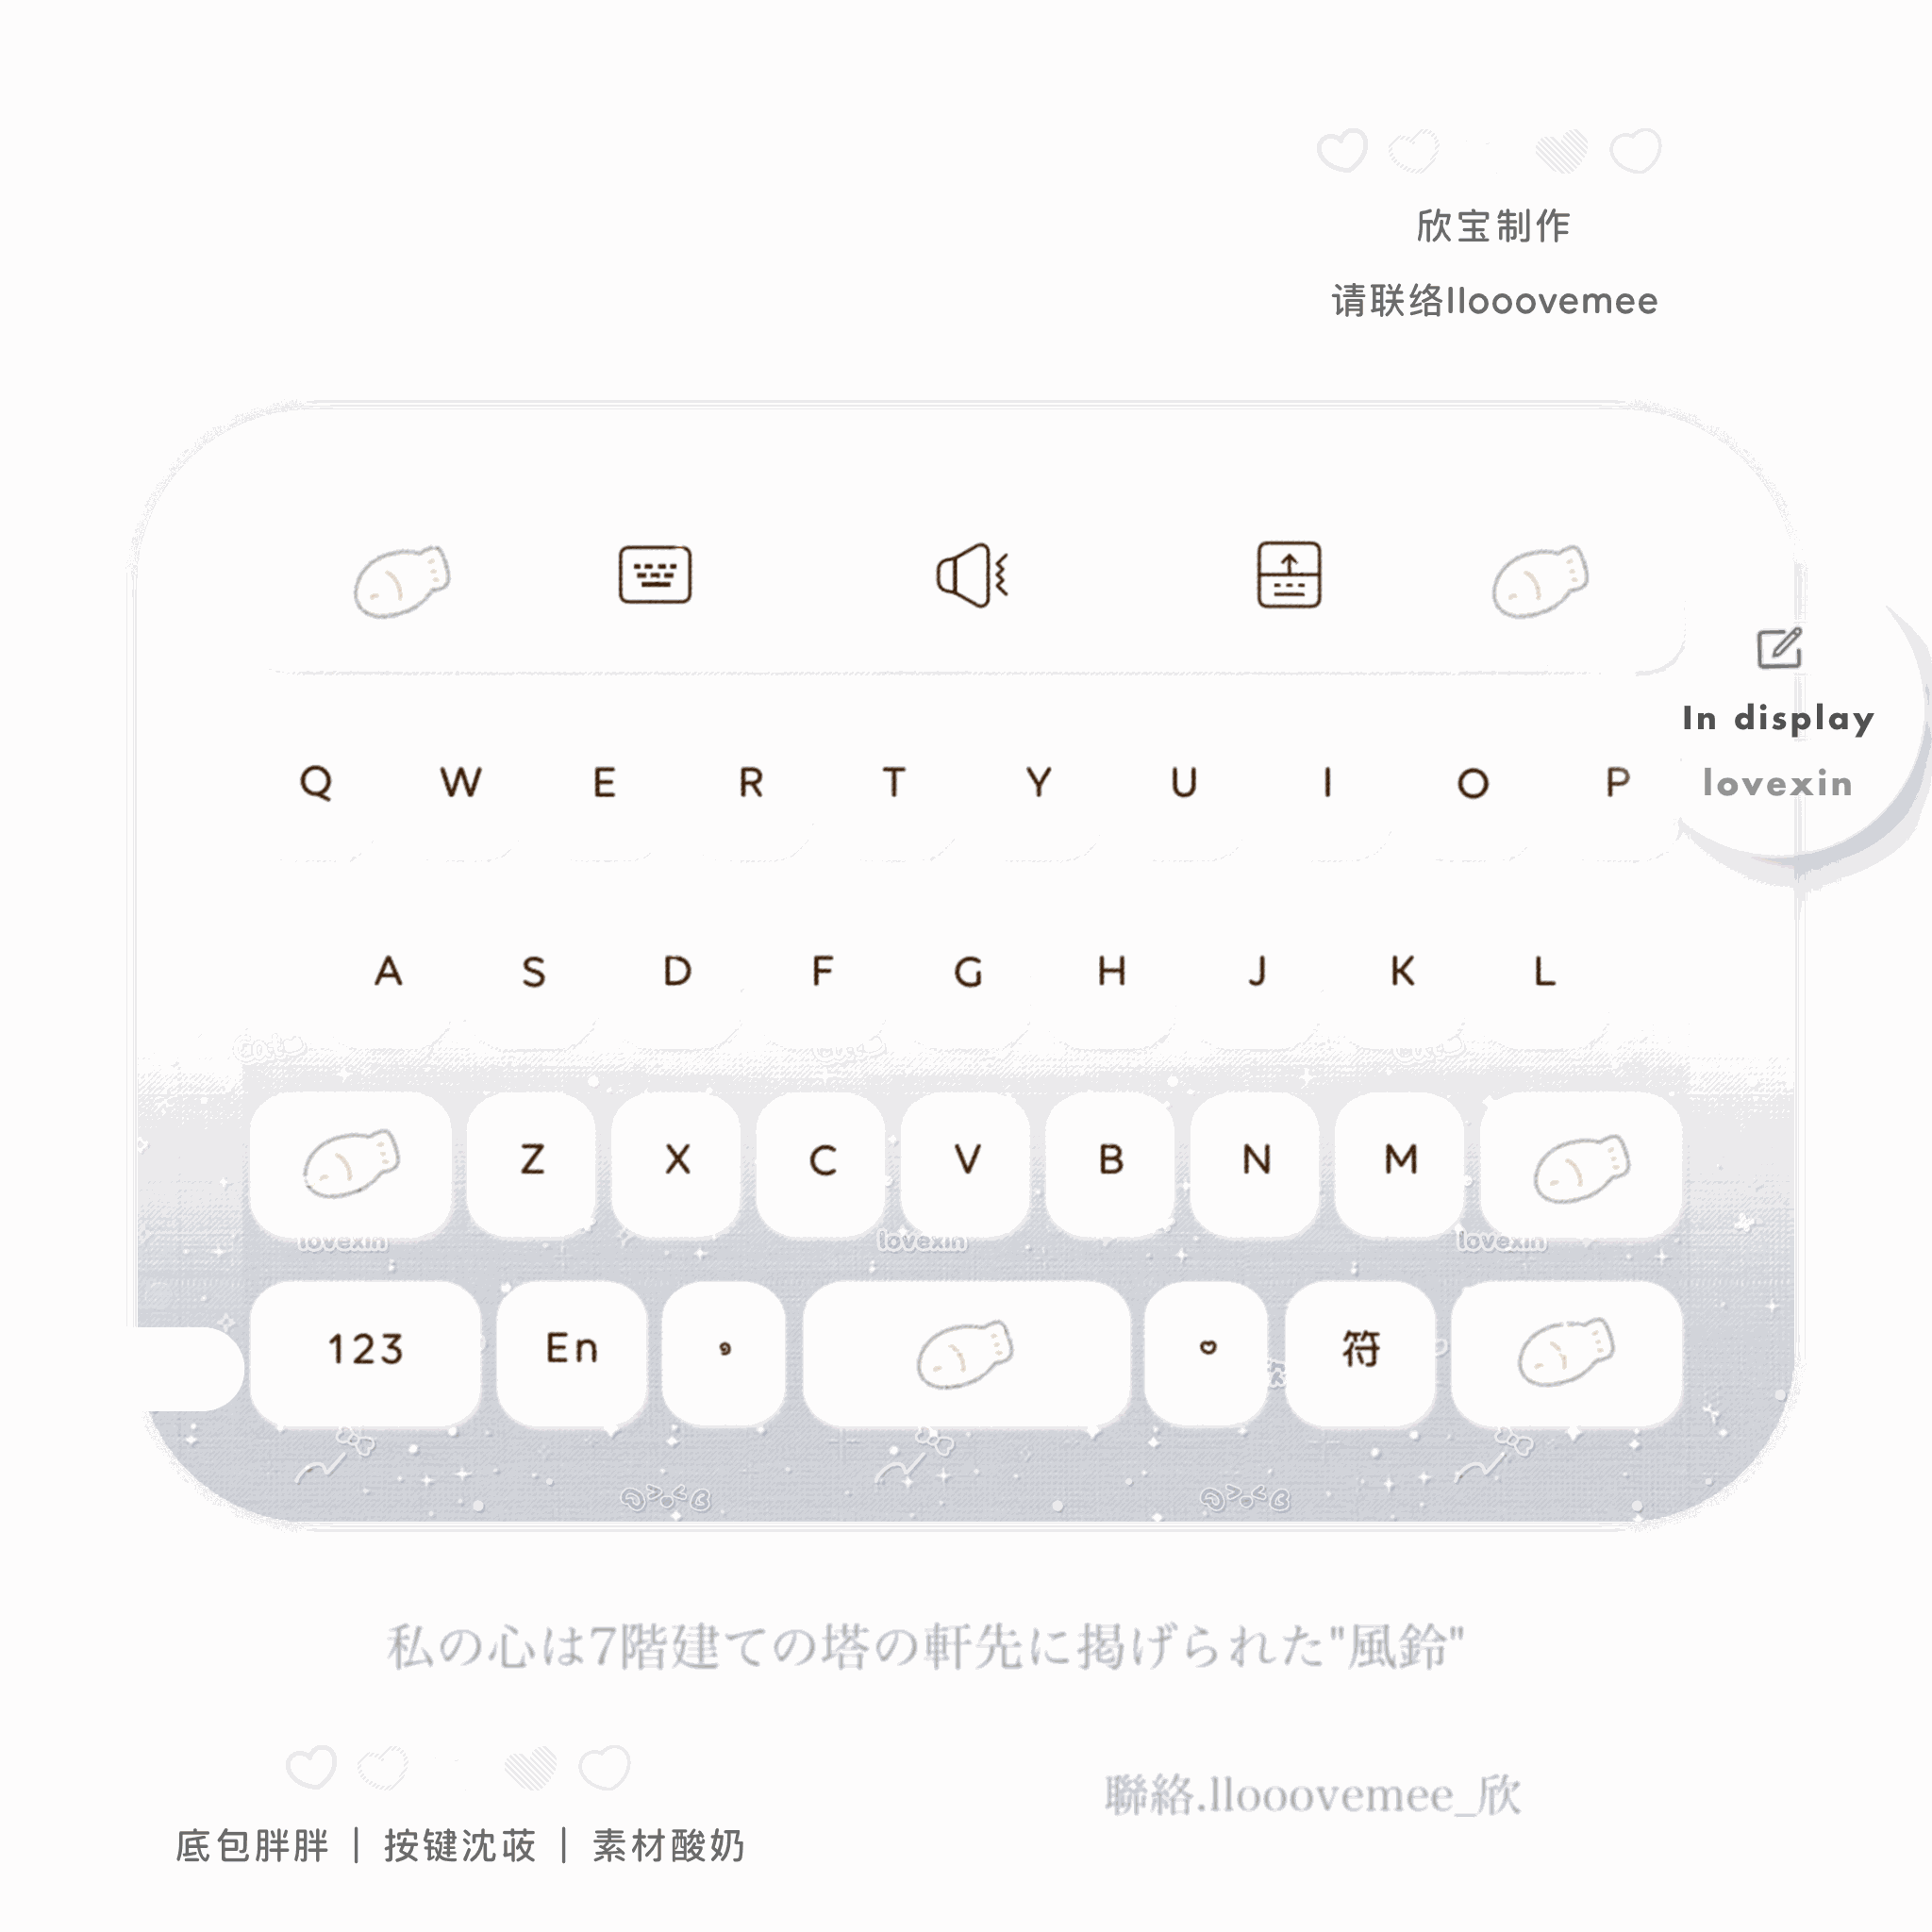 欣宝制作
请联络llooovemee
In display
lovexin
Q W E R T Y U I O P
A S D F G H J K L
Z X C V B N M
lovexin lovexin lovexin
123 En 符
私の心は7階建ての塔の軒先に掲げられた"風鈴"
聯絡.llooovemee_欣
底包胖胖 | 按键沈莜 | 素材酸奶